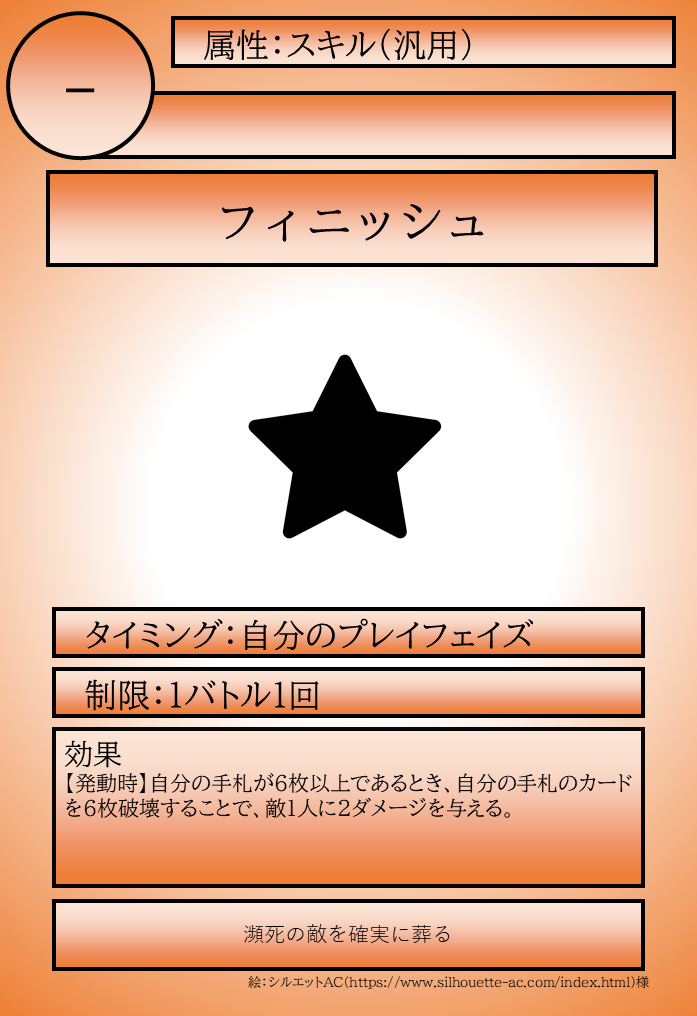 属性：スキル（汎用）
－
フィニッシュ
タイミング：自分のプレイフェイズ
制限：1バトル1回
効果
【発動時】自分の手札が6枚以上であるとき、自分の手札のカード
を6枚破壊することで、敵1人に2ダメージを与える。
瀕死の敵を確実に葬る
絵：シルエットAC(https://www.silhouette-ac.com/index.html)様